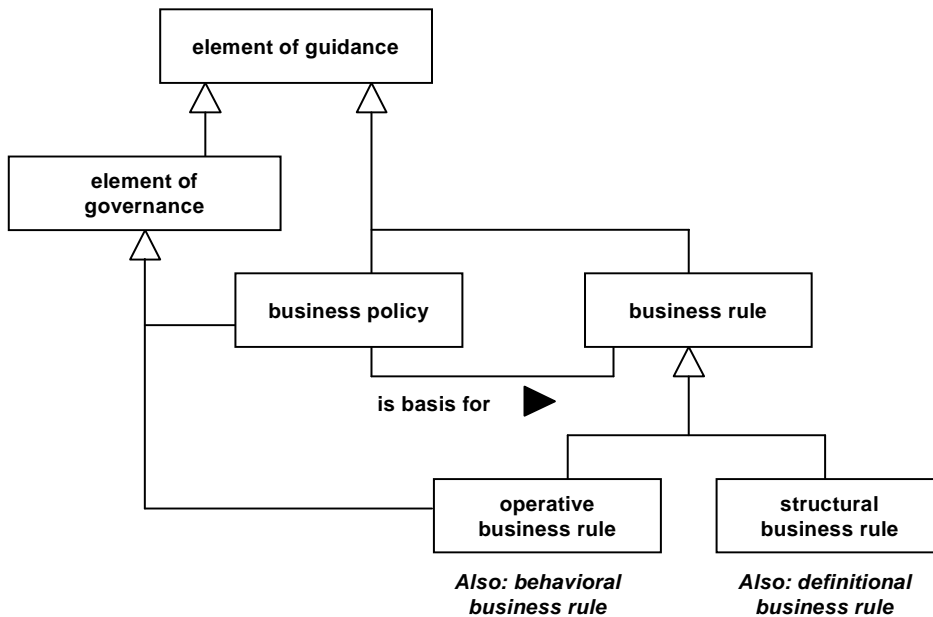 element of guidance
element of
governance
business policy
business rule
is basis for
operative
business rule
structural
business rule
Also: behavioral
business rule
Also: definitional
business rule